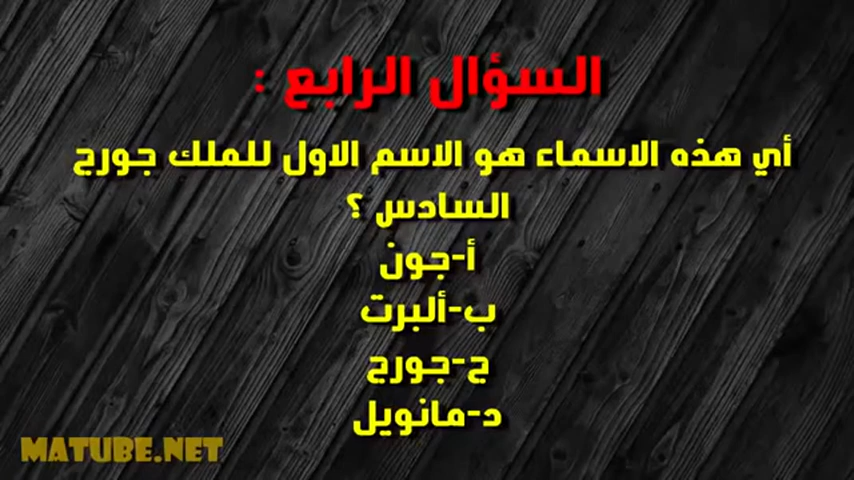 السؤال الرابع :
أي هذه الاسماء هو الاسم الاول للملك جورج
السادس ؟
أ-جون
ب-ألبرت
ج-جورج
د-مانويل
MATUBE.NET